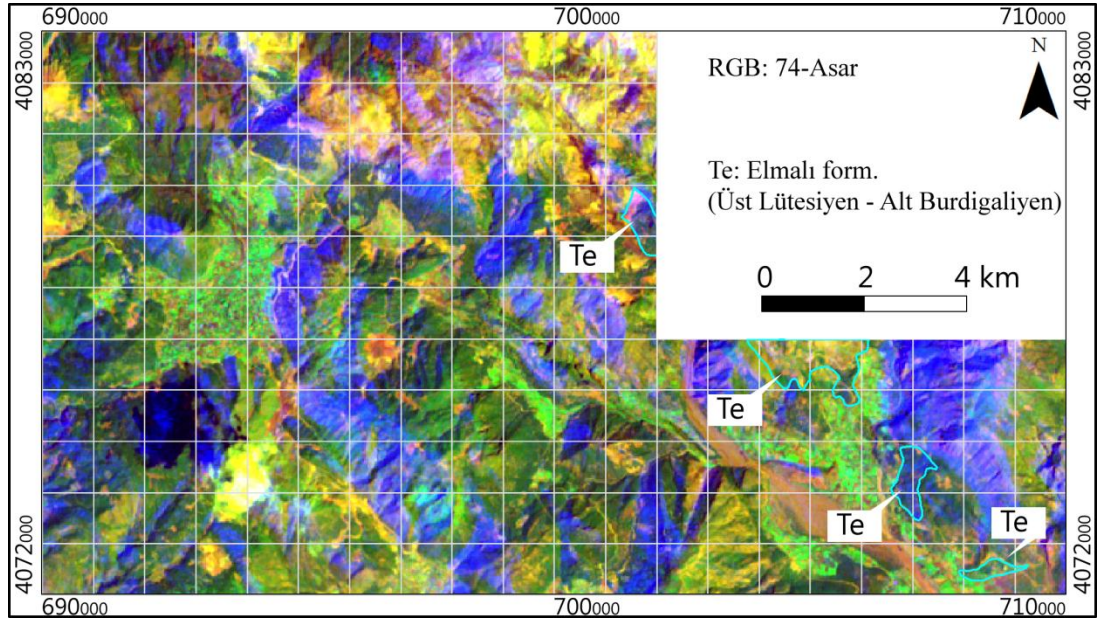 690000
700000
710000
4083000
4083000
N
RGB: 74-Asar
Te: Elmalı form.
(Üst Lütesiyen - Alt Burdigaliyen)
Te
0 2 4 km
Te
Te
Te
4072000
4072000
690000
700000
710000